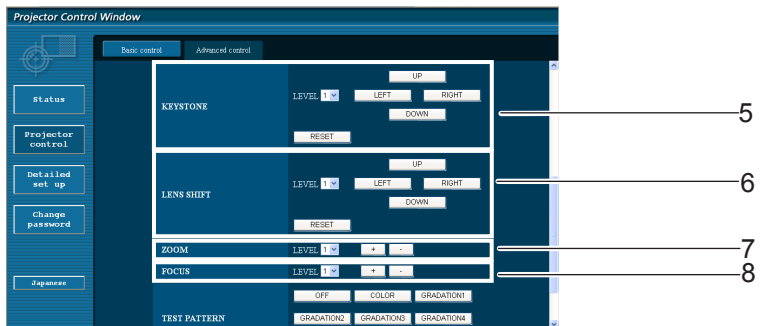 Projector Control Window
Basic control Advanced control
Status
Projector
control
Detailed
set up
Change
password
Japanese
KEYSTONE
LEVEL 1
UP
LEFT RIGHT
DOWN
RESET
5
LENS SHIFT
LEVEL 1
UP
LEFT RIGHT
DOWN
RESET
6
ZOOM LEVEL 1 + - 7
FOCUS LEVEL 1 + - 8
TEST PATTERN
OFF COLOR GRADATION1
GRADATION2 GRADATION3 GRADATION4